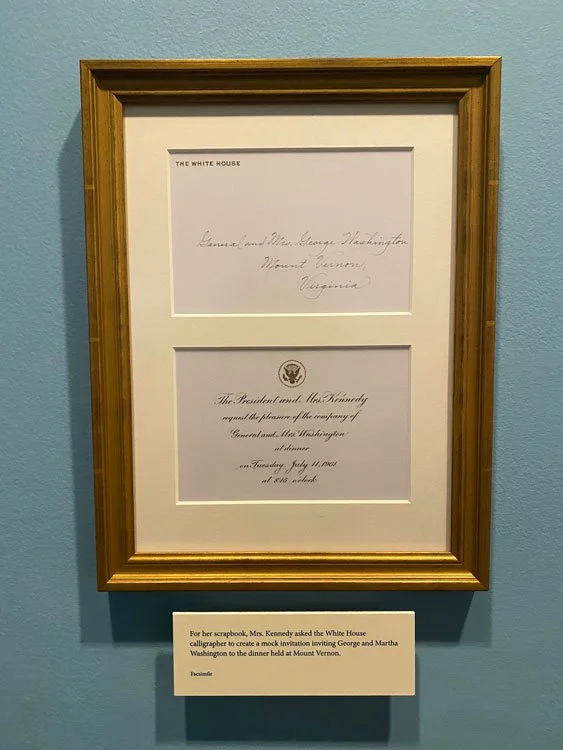 THE WHITE HOUSE
General and Mrs. George Washington
Mount Vernon,
Virginia
The President and Mrs. Kennedy
request the pleasure of the company of
General and Mrs. Washington
at dinner
on Tuesday, July 11, 1961
at 8:15 o'clock
For her scrapbook, Mrs. Kennedy asked the White House
calligrapher to create a mock invitation inviting George and Martha
Washington to the dinner held at Mount Vernon.
Facsimile